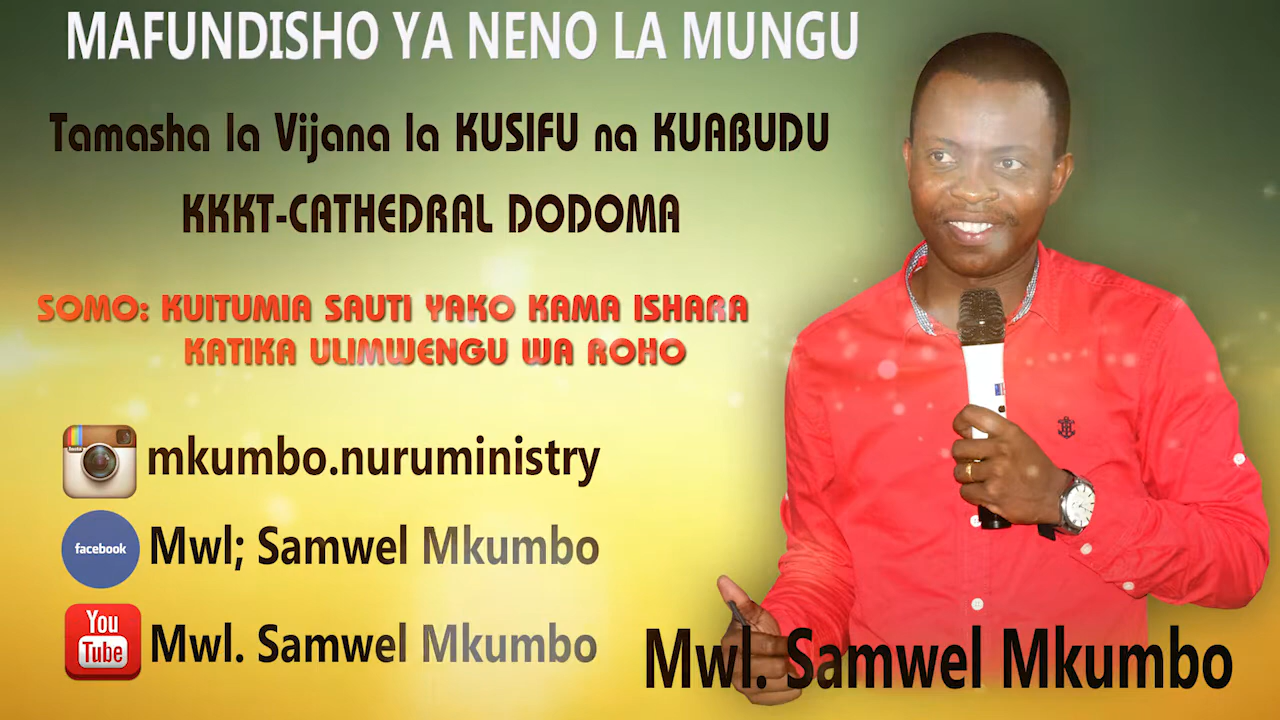 MAFUNDISHO YA NENO LA MUNGU
Tamasha la Vijana la KUSIFU na KUABUDU
KKKT-CATHEDRAL DODOMA
SOMO: KUITUMIA SAUTI YAKO KAMA ISHARA
KATIKA ULIMWENGU WA ROHO
mkumbo.nuruministry
facebook
Mwl; Samwel Mkumbo
You
Tube
Mwl. Samwel Mkumbo
Mwl. Samwel Mkumbo